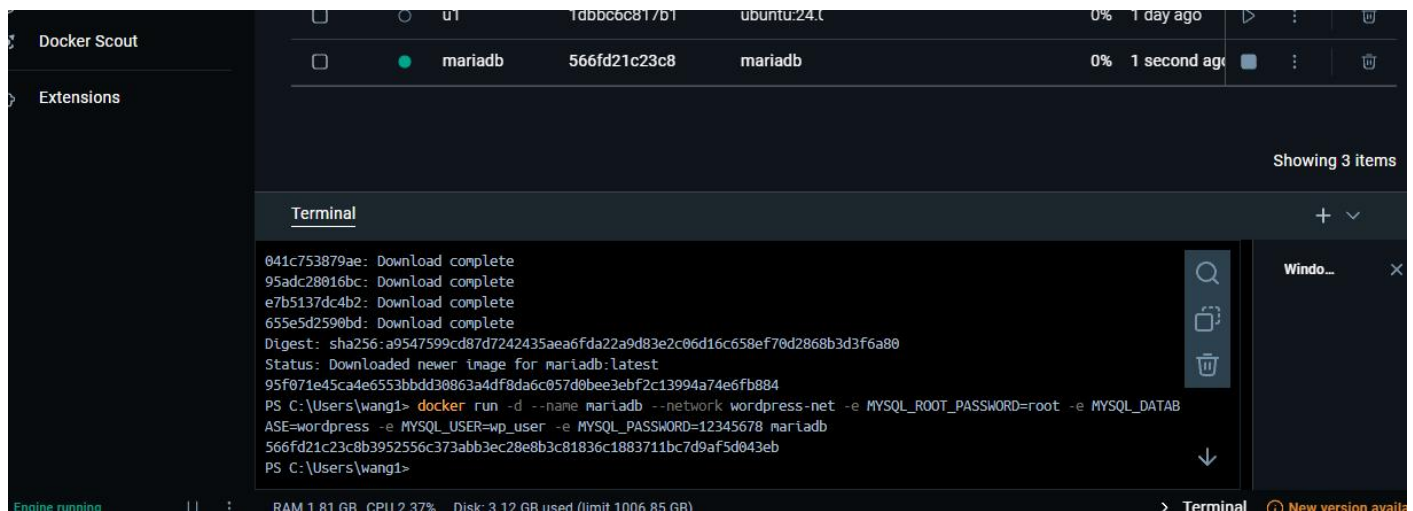 u1 1dbbc6c817b1 ubuntu:24.( 0% 1 day ago
Docker Scout
mariadb 566fd21c23c8 mariadb 0% 1 second ago
Extensions
Showing 3 items
Terminal
041c753879ae: Download complete
95adc28016bc: Download complete
e7b5137dc4b2: Download complete
655e5d2590bd: Download complete
Digest: sha256:a9547599cd87d7242435aea6fda22a9d83e2c06d16c658ef70d2868b3d3f6a80
Status: Downloaded newer image for mariadb:latest
95f071e45ca4e6553bbdd30863a4df8da6c057d0bee3ebf2c13994a74e6fb884
PS C:\Users\wang1> docker run -d --name mariadb --network wordpress-net -e MYSQL_ROOT_PASSWORD=root -e MYSQL_DATAB
ASE=wordpress -e MYSQL_USER=wp_user -e MYSQL_PASSWORD=12345678 mariadb
566fd21c23c8b3952556c373abb3ec28e8b3c81836c1883711bc7d9af5d043eb
PS C:\Users\wang1>
Windo...
Engine running RAM 1.81 GB CPU 2.37% Disk: 3.12 GB used (limit 1006.85 GB) > Terminal New version availa